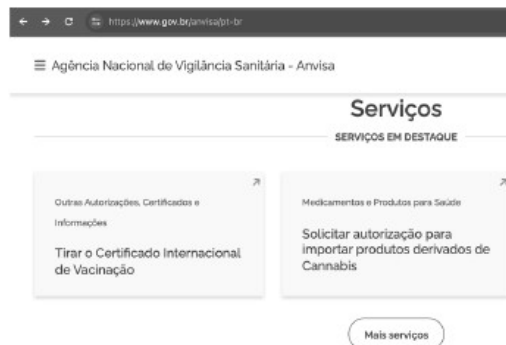 https://www.gov.br/anvisa/pt-br
Agência Nacional de Vigilância Sanitária - Anvisa
Serviços
SERVIÇOS EM DESTAQUE
Outras Autorizações, Certificados e
Informações
Tirar o Certificado Internacional
de Vacinação
Medicamentos e Produtos para Saúde
Solicitar autorização para
importar produtos derivados de
Cannabis
Mais serviços